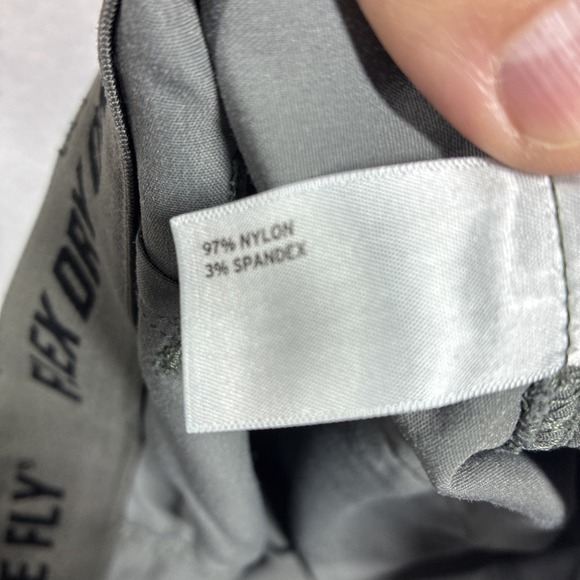 97% NYLON
3% SPANDEX
FLEX DRY
E FLY